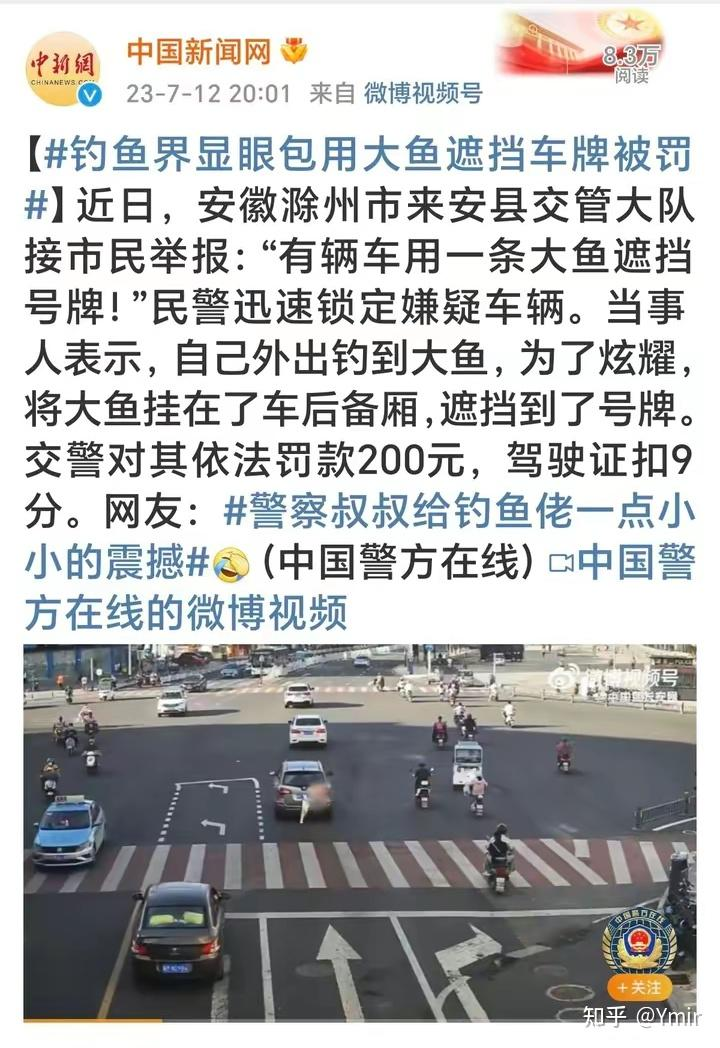 中新網
CHINANEWS.COM
中国新闻网
23-7-12 20:01 来自 微博视频号
8.3万
阅读
【#钓鱼界显眼包用大鱼遮挡车牌被罚
#】近日，安徽滁州市来安县交管大队
接市民举报：“有辆车用一条大鱼遮挡
号牌！”民警迅速锁定嫌疑车辆。当事
人表示，自己外出钓到大鱼，为了炫耀，
将大鱼挂在了车后备厢，遮挡到了号牌。
交警对其依法罚款200元，驾驶证扣9
分。网友：#警察叔叔给钓鱼佬一点小
小的震撼#🤣（中国警方在线）中国警
方在线的微博视频
微博视频号
中国警方在线
+关注
知乎 @Ymir